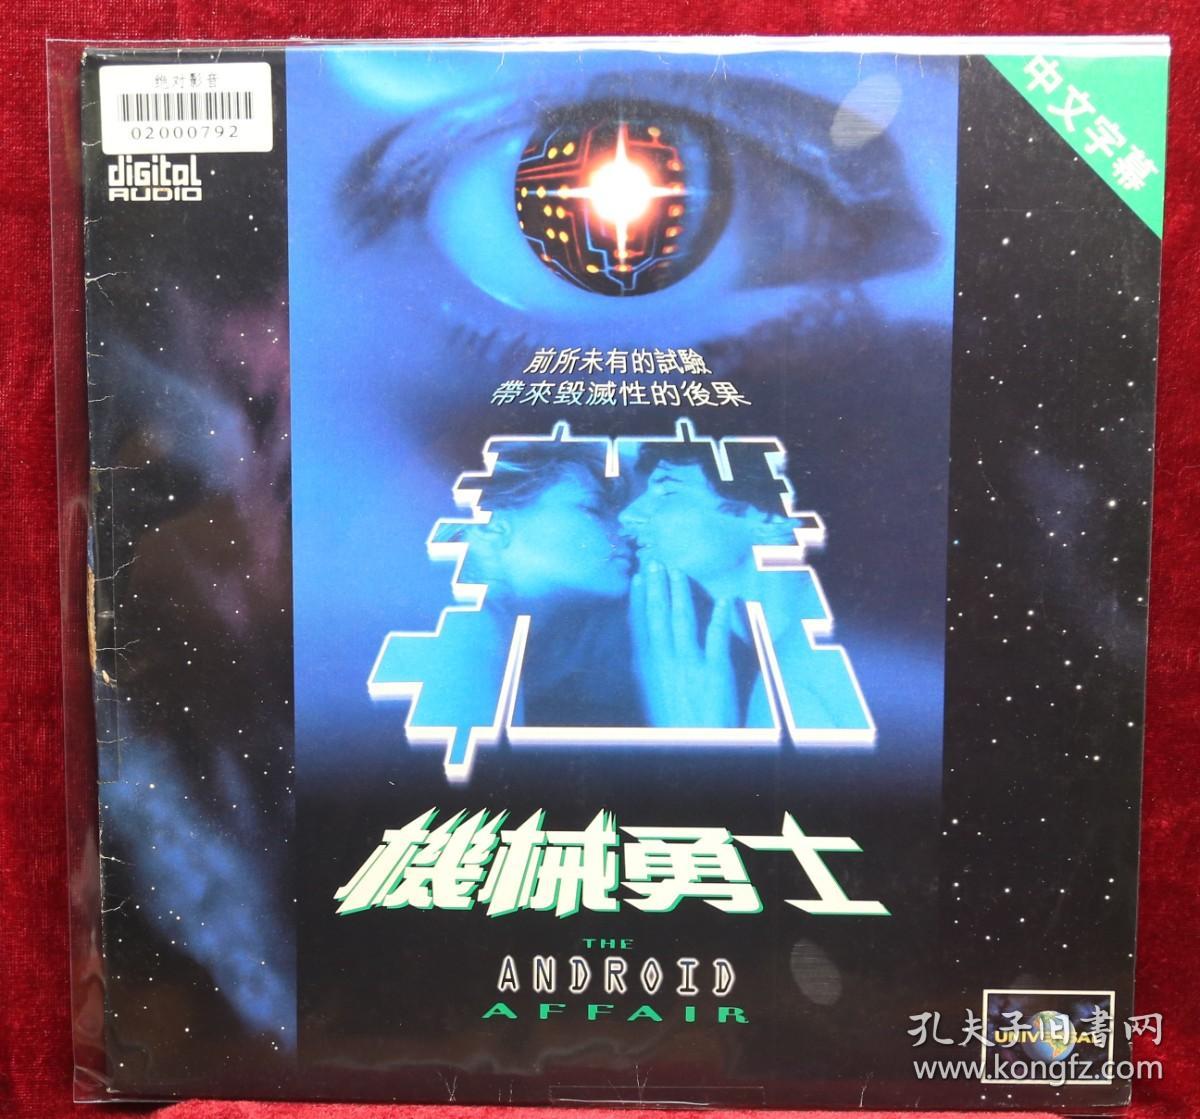 绝对影音
02000792
diGital
AUDIO
中文字幕
前所未有的試驗
帶來毀滅性的後果
機械勇士
THE
ANDROID
AFFAIR
UNIVERSAL
孔夫子旧書网
www.kongfz.com